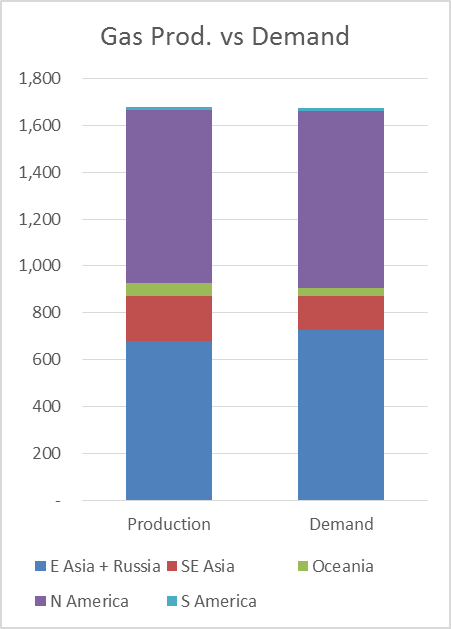 Gas Prod. vs Demand
1,800
1,600
1,400
1,200
1,000
800
600
400
200
-
Production Demand
E Asia + Russia SE Asia Oceania
N America S America